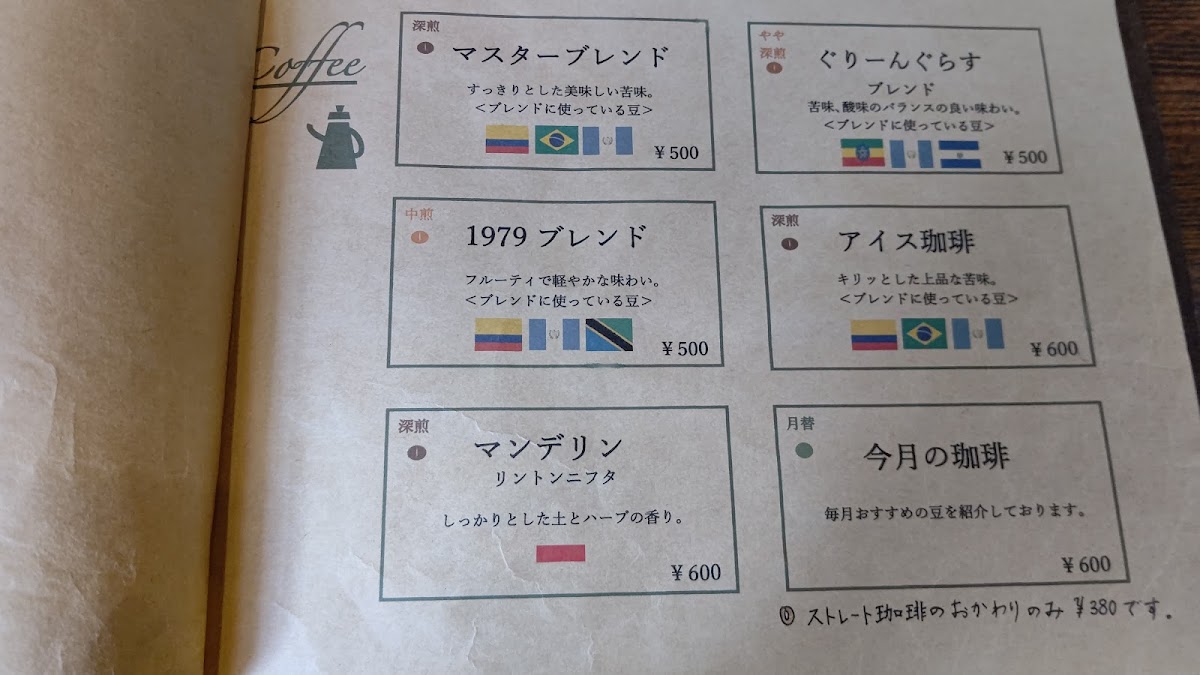 Coffee
深煎
マスターブレンド
すっきりとした美味しい苦味。
<ブレンドに使っている豆>
¥500
やや
深煎
ぐりーんぐらす
ブレンド
苦味、酸味のバランスの良い味わい。
<ブレンドに使っている豆>
¥500
中煎
1979 ブレンド
フルーティで軽やかな味わい。
<ブレンドに使っている豆>
¥500
深煎
アイス珈琲
キリッとした上品な苦味。
<ブレンドに使っている豆>
¥600
深煎
マンデリン
リントンニフタ
しっかりとした土とハーブの香り。
¥600
月替
今月の珈琲
毎月おすすめの豆を紹介しております。
¥600
ストレート珈琲のおかわりのみ ¥380です。